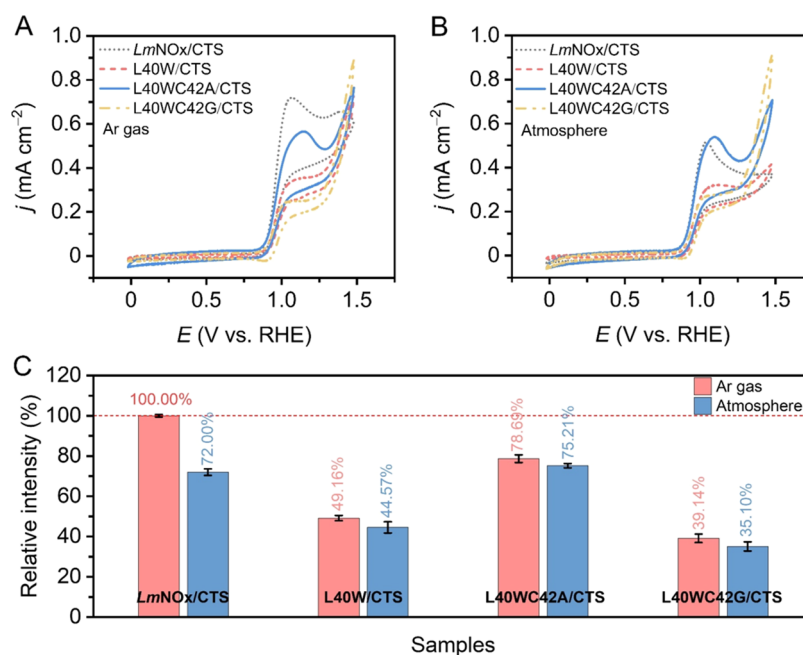 A
1.0
0.8
0.6
0.4
0.2
0
j (mA cm⁻²)
LmNOx/CTS
L40W/CTS
L40WC42A/CTS
L40WC42G/CTS
Ar gas
0 0.5 1.0 1.5
E (V vs. RHE)
B
1.0
0.8
0.6
0.4
0.2
0
j (mA cm⁻²)
LmNOx/CTS
L40W/CTS
L40WC42A/CTS
L40WC42G/CTS
Atmosphere
0 0.5 1.0 1.5
E (V vs. RHE)
C
120
100
80
60
40
20
0
Relative intensity (%)
Ar gas
Atmosphere
100.00%
72.00%
49.16%
44.57%
78.69%
75.21%
39.14%
35.10%
LmNOx/CTS L40W/CTS L40WC42A/CTS L40WC42G/CTS
Samples